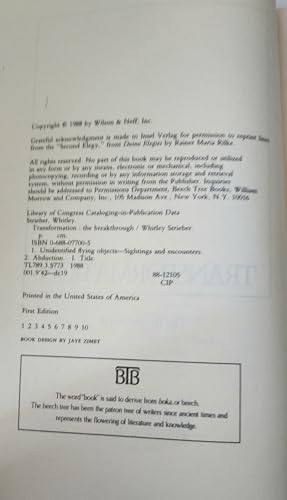 Copyright © 1988 by Wilson & Neff, Inc.
Grateful acknowledgment is made to Insel Verlag for permission to reprint lines
from the "Second Elegy," from Duino Elegies by Rainer Maria Rilke.
All rights reserved. No part of this book may be reproduced or utilized
in any form or by any means, electronic or mechanical, including
photocopying, recording or by any information storage and retrieval
system, without permission in writing from the Publisher. Inquiries
should be addressed to Permissions Department, Beech Tree Books, William
Morrow and Company, Inc., 105 Madison Ave., New York, N.Y. 10016
Library of Congress Cataloging-in-Publication Data
Strieber, Whitley.
Transformation : the breakthrough / Whitley Strieber.
p. cm.
ISBN 0-688-07700-5
1. Unidentified flying objects—Sightings and encounters.
2. Abduction. I. Title.
TL789.3.S773 1988
001.9'42—dc19 88-12105
CIP
Printed in the United States of America
First Edition
1 2 3 4 5 6 7 8 9 10
BOOK DESIGN BY JAYE ZIMET
BTB
The word "book" is said to derive from boka, or beech.
The beech tree has been the patron tree of writers since ancient times and
represents the flowering of literature and knowledge.